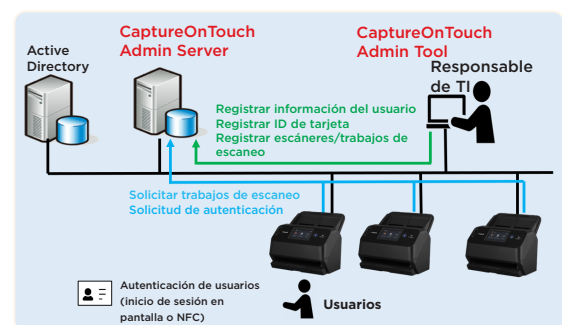 CaptureOnTouch
Admin Server
CaptureOnTouch
Admin Tool
Active
Directory
Responsable
de TI
Registrar información del usuario
Registrar ID de tarjeta
Registrar escáneres/trabajos de
escaneo
Solicitar trabajos de escaneo
Solicitud de autenticación
Autenticación de usuarios
(inicio de sesión en
pantalla o NFC)
Usuarios